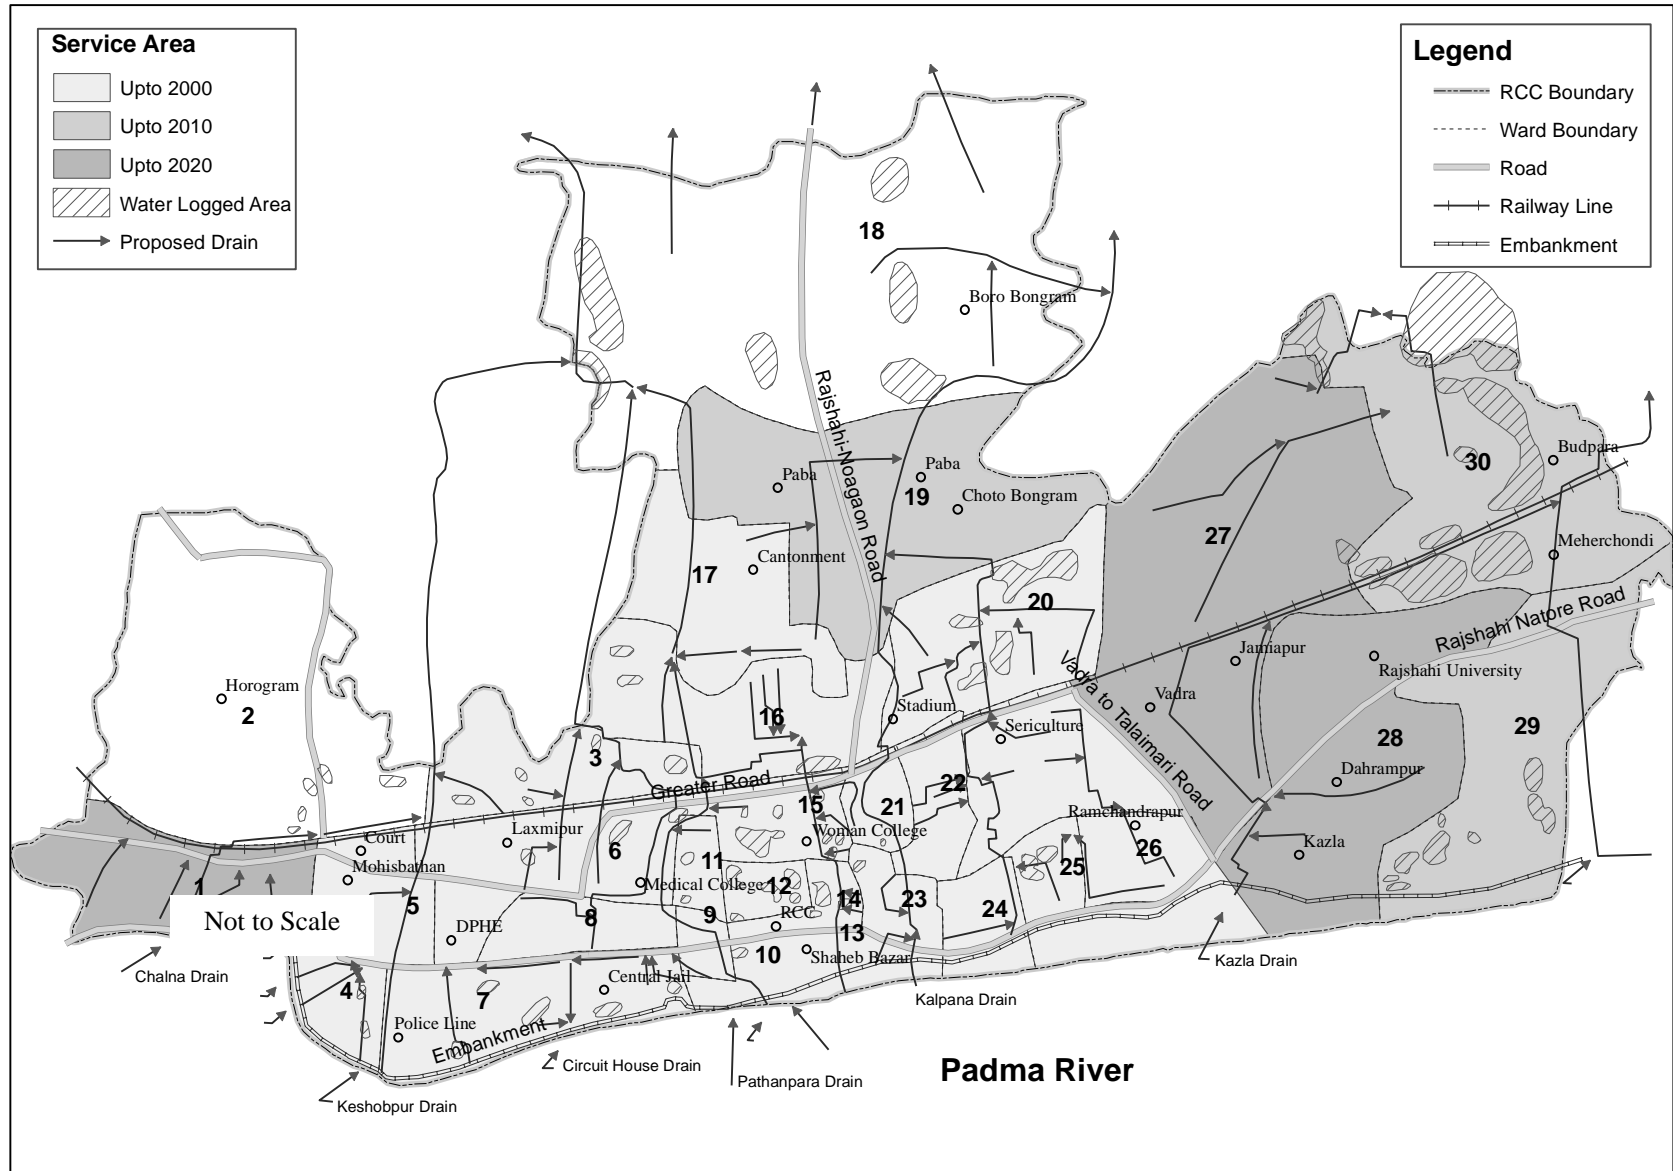 Service Area
Upto 2000
Upto 2010
Upto 2020
Water Logged Area
Proposed Drain
Legend
RCC Boundary
Ward Boundary
Road
Railway Line
Embankment
18
Boro Bongram
Rajshahi-Noagaon Road
Paba
Paba
19
Choto Bongram
30
Budpara
27
Meherchondi
17
Cantonment
20
Rajshahi Natore Road
Jamiapur
Rajshahi University
Vadra to Talaimari Road
Vadra
Horogram
2
16
Stadium
Sericulture
29
28
Dahrampur
3
Greater Road
22
21
15
Ramchandrapur
Woman College
Court
Laxmipur
6
Mohisbathan
11
Medical College
12
25
26
Kazla
1
Not to Scale
5
8
9
RCC
14
13
23
24
DPHE
10
Shaheb Bazar
Chalna Drain
Kazla Drain
4
7
Central Jail
Kalpana Drain
Police Line
Embankment
Circuit House Drain
Pathanpara Drain
Padma River
Keshobpur Drain